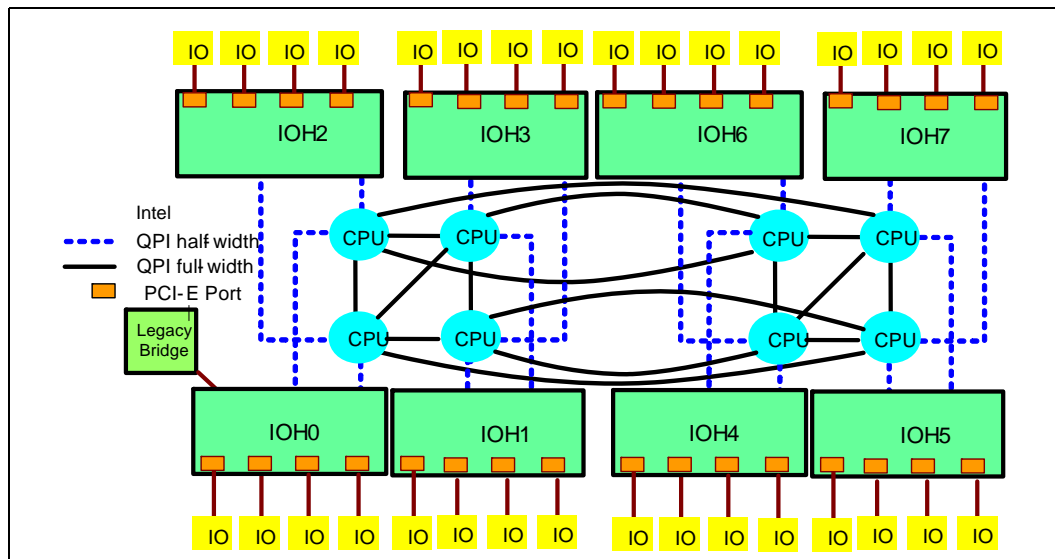 IO IO IO IO IO IO IO IO IO IO IO IO IO IO IO IO
IOH2 IOH3 IOH6 IOH7
Intel
QPI half-width
QPI full-width
PCI-E Port
CPU CPU CPU CPU
CPU CPU CPU CPU
Legacy
Bridge
IOH0 IOH1 IOH4 IOH5
IO IO IO IO IO IO IO IO IO IO IO IO IO IO IO IO